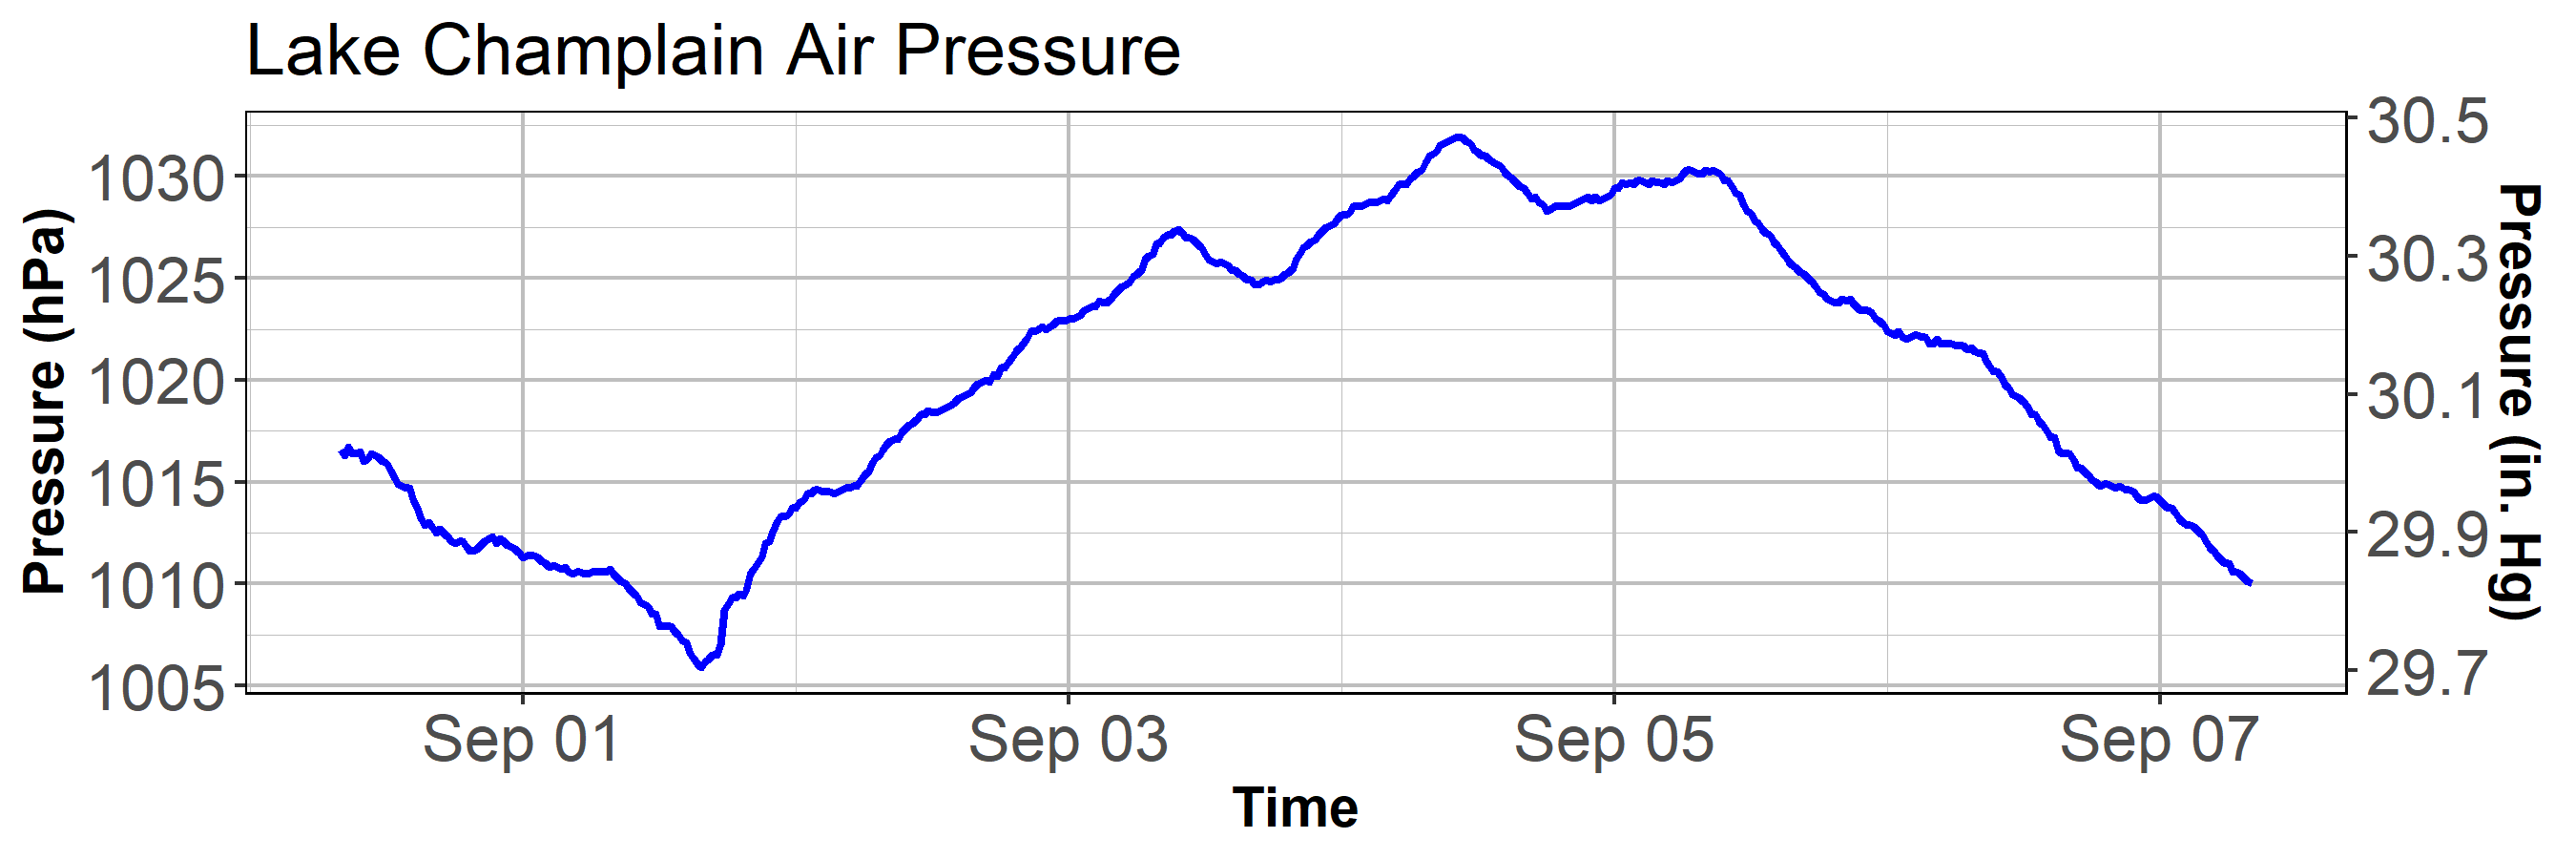 Lake Champlain Air Pressure
Pressure (hPa)
1030
1025
1020
1015
1010
1005
30.5
30.3
30.1
29.9
29.7
Pressure (in. Hg)
Sep 01 Sep 03 Sep 05 Sep 07
Time